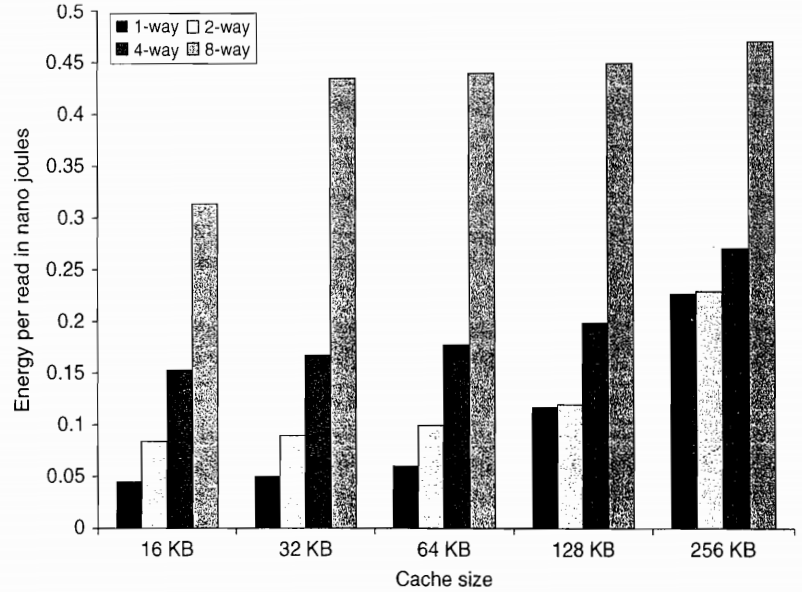 0.5
0.45
0.4
0.35
0.3
0.25
0.2
0.15
0.1
0.05
0
Energy per read in nano joules
1-way 2-way
4-way 8-way
16 KB 32 KB 64 KB 128 KB 256 KB
Cache size